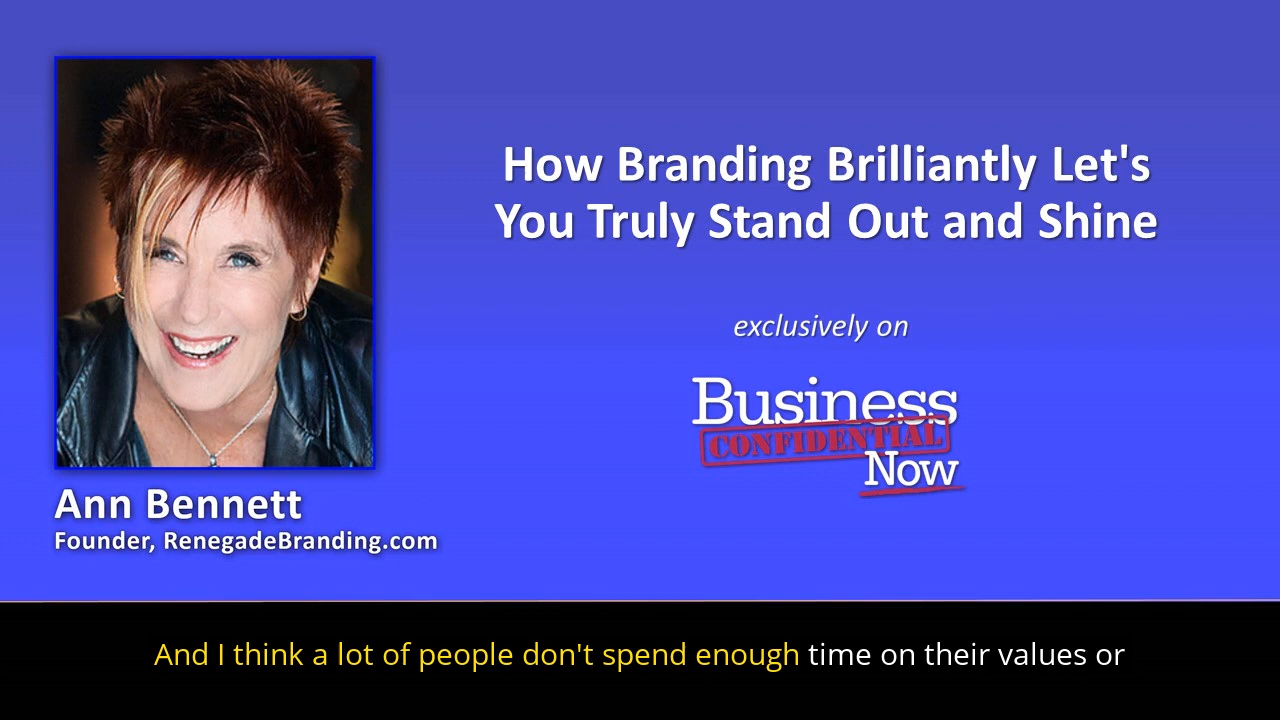 How Branding Brilliantly Let's
You Truly Stand Out and Shine
exclusively on
Business
CONFIDENTIAL
Now
Ann Bennett
Founder, RenegadeBranding.com
And I think a lot of people don't spend enough time on their values or